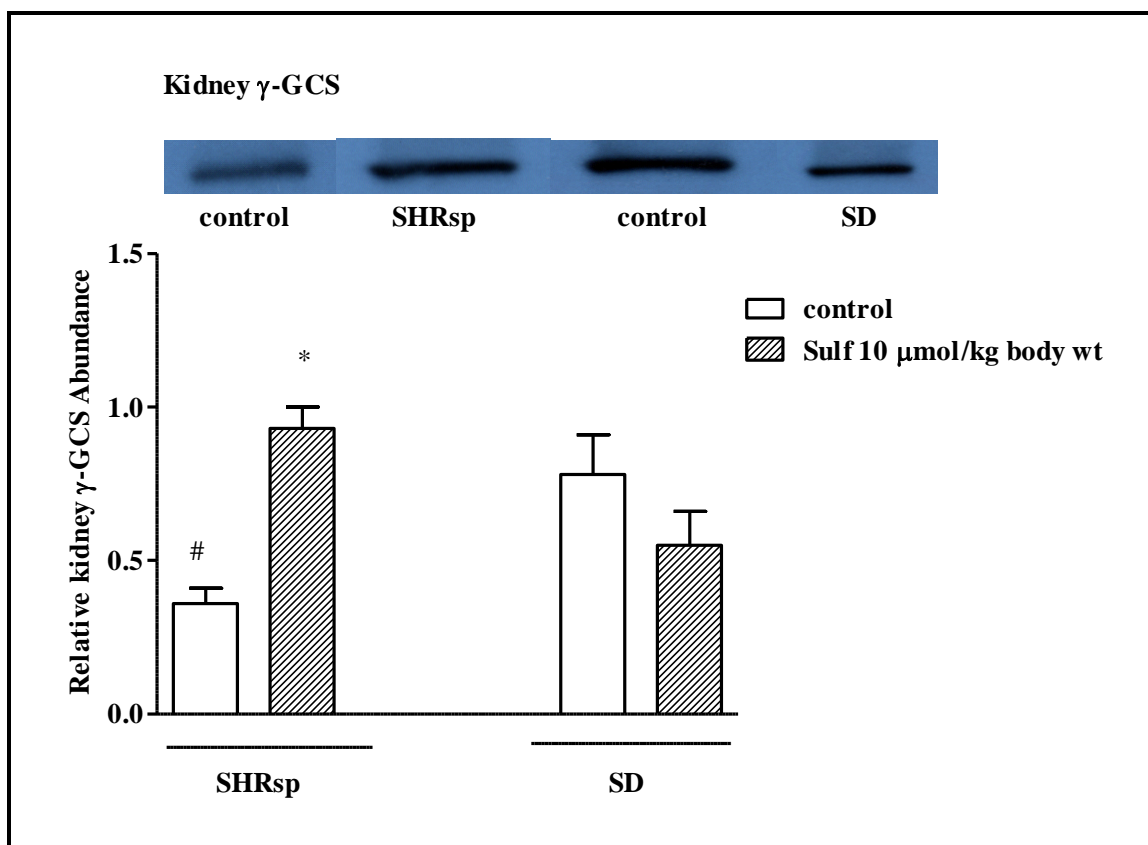 Kidney γ-GCS
control SHRsp control SD
1.5
1.0
0.5
0.0
Relative kidney γ-GCS Abundance
control
Sulf 10 μmol/kg body wt
#
*
SHRsp SD